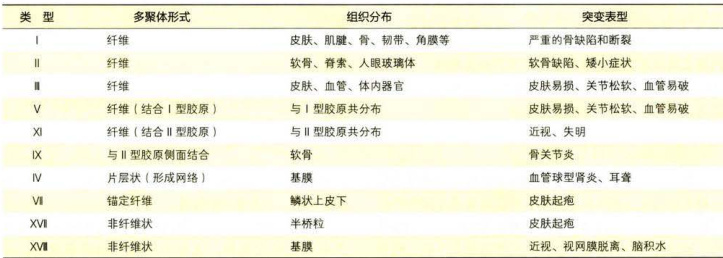 类 型 多聚体形式 组织分布 突变表型
Ⅰ 纤维 皮肤、肌腱、骨、韧带、角膜等 严重的骨缺陷和断裂
Ⅱ 纤维 软骨、脊索、人眼玻璃体 软骨缺陷、矮小症状
Ⅲ 纤维 皮肤、血管、体内器官 皮肤易损、关节松软、血管易破
Ⅴ 纤维（结合Ⅰ型胶原） 与Ⅰ型胶原共分布 皮肤易损、关节松软、血管易破
Ⅺ 纤维（结合Ⅱ型胶原） 与Ⅱ型胶原共分布 近视、失明
Ⅸ 与Ⅱ型胶原侧面结合 软骨 骨关节炎
Ⅳ 片层状（形成网络） 基膜 血管球型肾炎、耳聋
Ⅶ 锚定纤维 鳞状上皮下 皮肤起疱
ⅩⅦ 非纤维状 半桥粒 皮肤起疱
ⅩⅧ 非纤维状 基膜 近视、视网膜脱离、脑积水